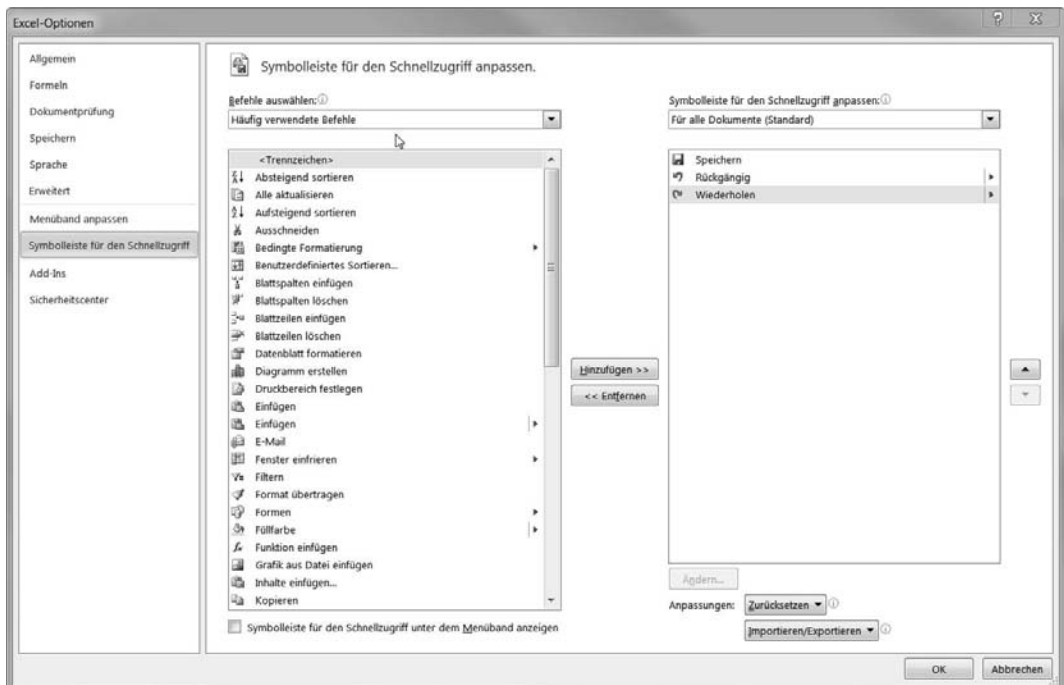 Excel-Optionen
Allgemein
Formeln
Dokumentprüfung
Speichern
Sprache
Erweitert
Menüband anpassen
Symbolleiste für den Schnellzugriff
Add-Ins
Sicherheitscenter
Symbolleiste für den Schnellzugriff anpassen.
Befehle auswählen:
Häufig verwendete Befehle
<Trennzeichen>
Absteigend sortieren
Alle aktualisieren
Aufsteigend sortieren
Ausschneiden
Bedingte Formatierung
Benutzerdefiniertes Sortieren...
Blattspalten einfügen
Blattspalten löschen
Blattzeilen einfügen
Blattzeilen löschen
Datenblatt formatieren
Diagramm erstellen
Druckbereich festlegen
Einfügen
Einfügen
E-Mail
Fenster einfrieren
Filtern
Format übertragen
Formen
Füllfarbe
Funktion einfügen
Grafik aus Datei einfügen
Inhalte einfügen...
Kopieren
Symbolleiste für den Schnellzugriff unter dem Menüband anzeigen
Hinzufügen >>
<< Entfernen
Symbolleiste für den Schnellzugriff anpassen:
Für alle Dokumente (Standard)
Speichern
Rückgängig
Wiederholen
Ändern...
Anpassungen: Zurücksetzen
Importieren/Exportieren
OK
Abbrechen